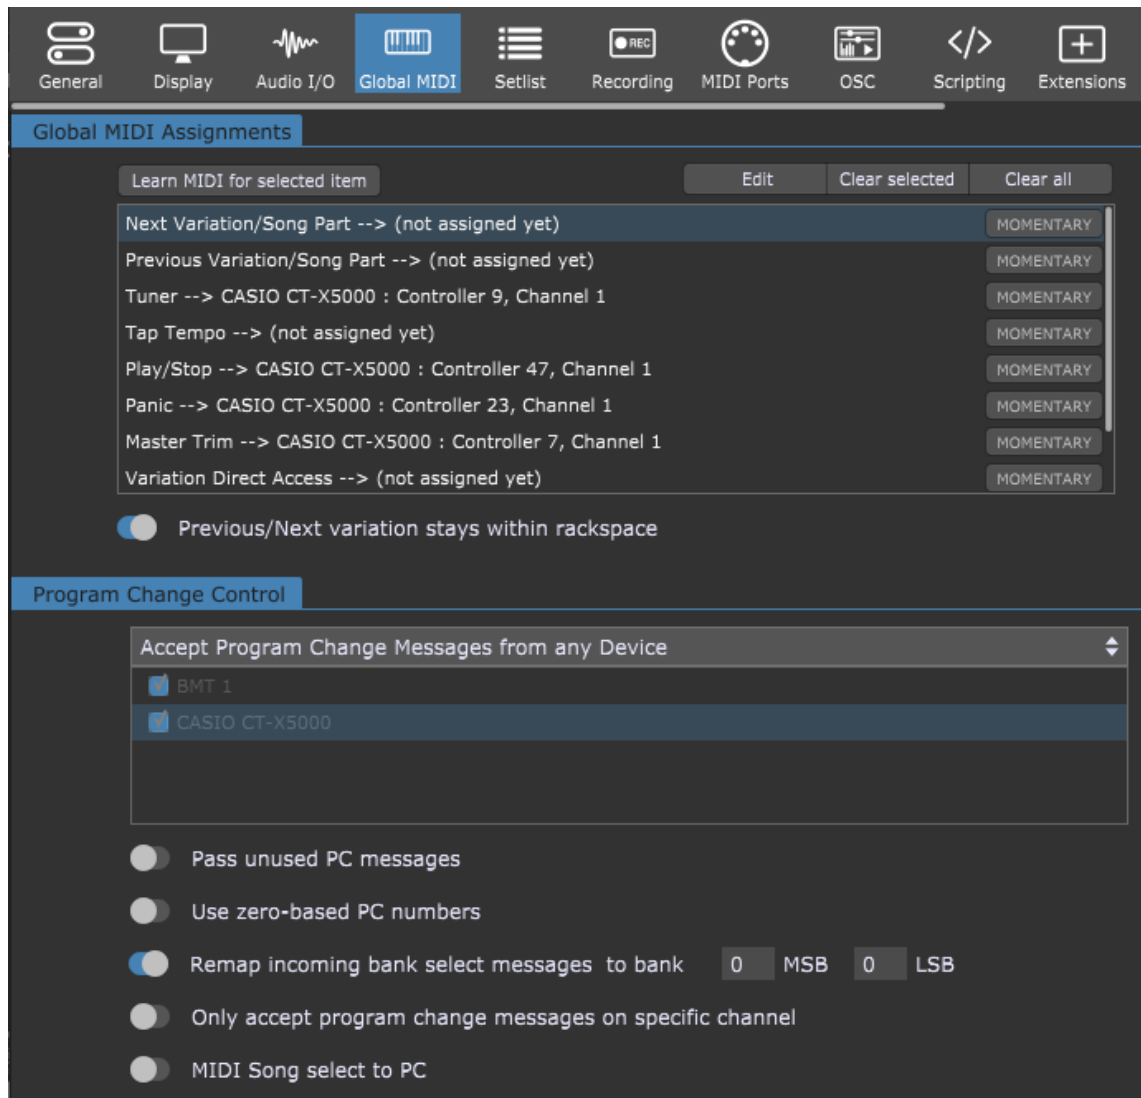 General Display Audio I/O Global MIDI Setlist REC Recording MIDI Ports OSC Scripting Extensions
Global MIDI Assignments
Learn MIDI for selected item Edit Clear selected Clear all
Next Variation/Song Part --> (not assigned yet) MOMENTARY
Previous Variation/Song Part --> (not assigned yet) MOMENTARY
Tuner --> CASIO CT-X5000 : Controller 9, Channel 1 MOMENTARY
Tap Tempo --> (not assigned yet) MOMENTARY
Play/Stop --> CASIO CT-X5000 : Controller 47, Channel 1 MOMENTARY
Panic --> CASIO CT-X5000 : Controller 23, Channel 1 MOMENTARY
Master Trim --> CASIO CT-X5000 : Controller 7, Channel 1 MOMENTARY
Variation Direct Access --> (not assigned yet) MOMENTARY
Previous/Next variation stays within rackspace
Program Change Control
Accept Program Change Messages from any Device
BMT 1
CASIO CT-X5000
Pass unused PC messages
Use zero-based PC numbers
Remap incoming bank select messages to bank 0 MSB 0 LSB
Only accept program change messages on specific channel
MIDI Song select to PC